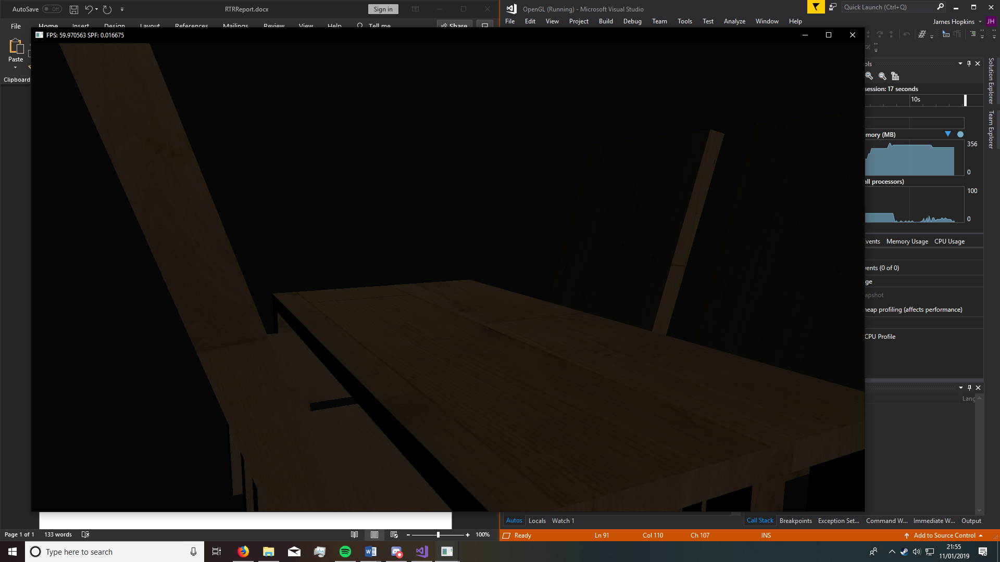 AutoSave Off
RTRReport.docx
Sign in
File Home Insert Design Layout References Mailings Review View Help Tell me Share
Paste
Clipboard
FPS: 59.970563 SPF: 0.016675
OpenGL (Running) - Microsoft Visual Studio
Quick Launch (Ctrl+Q)
File Edit View Project Build Debug Team Tools Test Analyze Window Help
James Hopkins JH
ols
session: 17 seconds
10s
emory (MB)
356
0
all processors)
100
0
Events Memory Usage CPU Usage
vents (0 of 0)
ge
apshot
heap profiling (affects performance)
CPU Profile
Solution Explorer
Team Explorer
Lang
Autos Locals Watch 1
Call Stack Breakpoints Exception Set... Command W... Immediate W... Output
Page 1 of 1 133 words
100%
Ready Ln 91 Col 110 Ch 107 INS Add to Source Control
Type here to search
21:55
11/01/2019